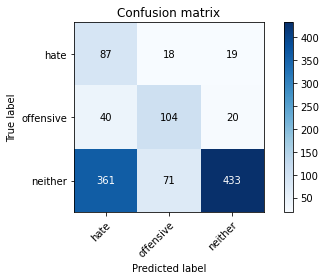 Confusion matrix
True label
hate
87 18 19
offensive
40 104 20
neither
361 71 433
hate
offensive
neither
Predicted label
400
350
300
250
200
150
100
50